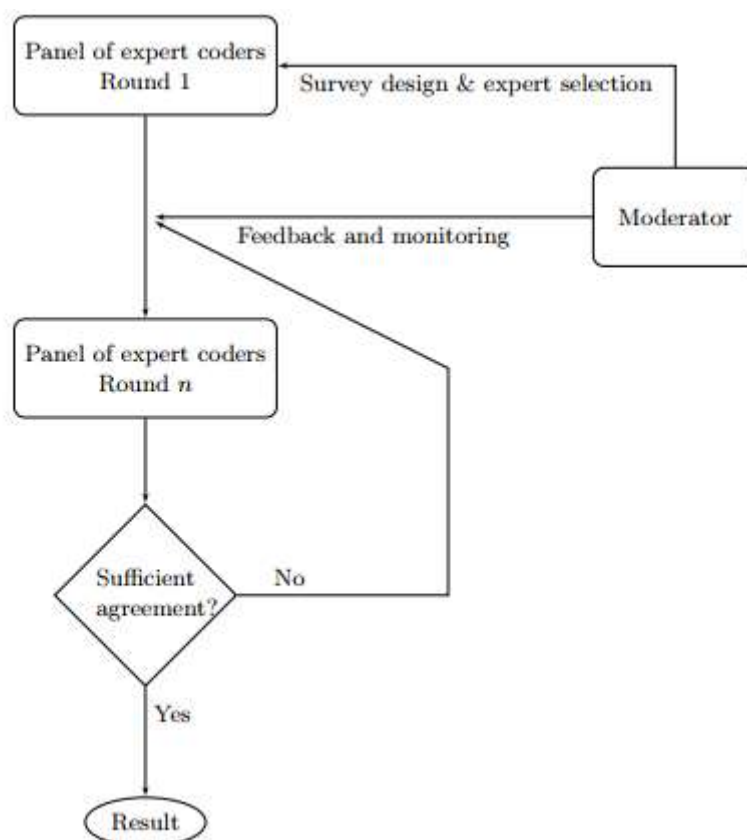 Panel of expert coders
Round 1
Survey design & expert selection
Moderator
Feedback and monitoring
Panel of expert coders
Round n
Sufficient
agreement?
No
Yes
Result